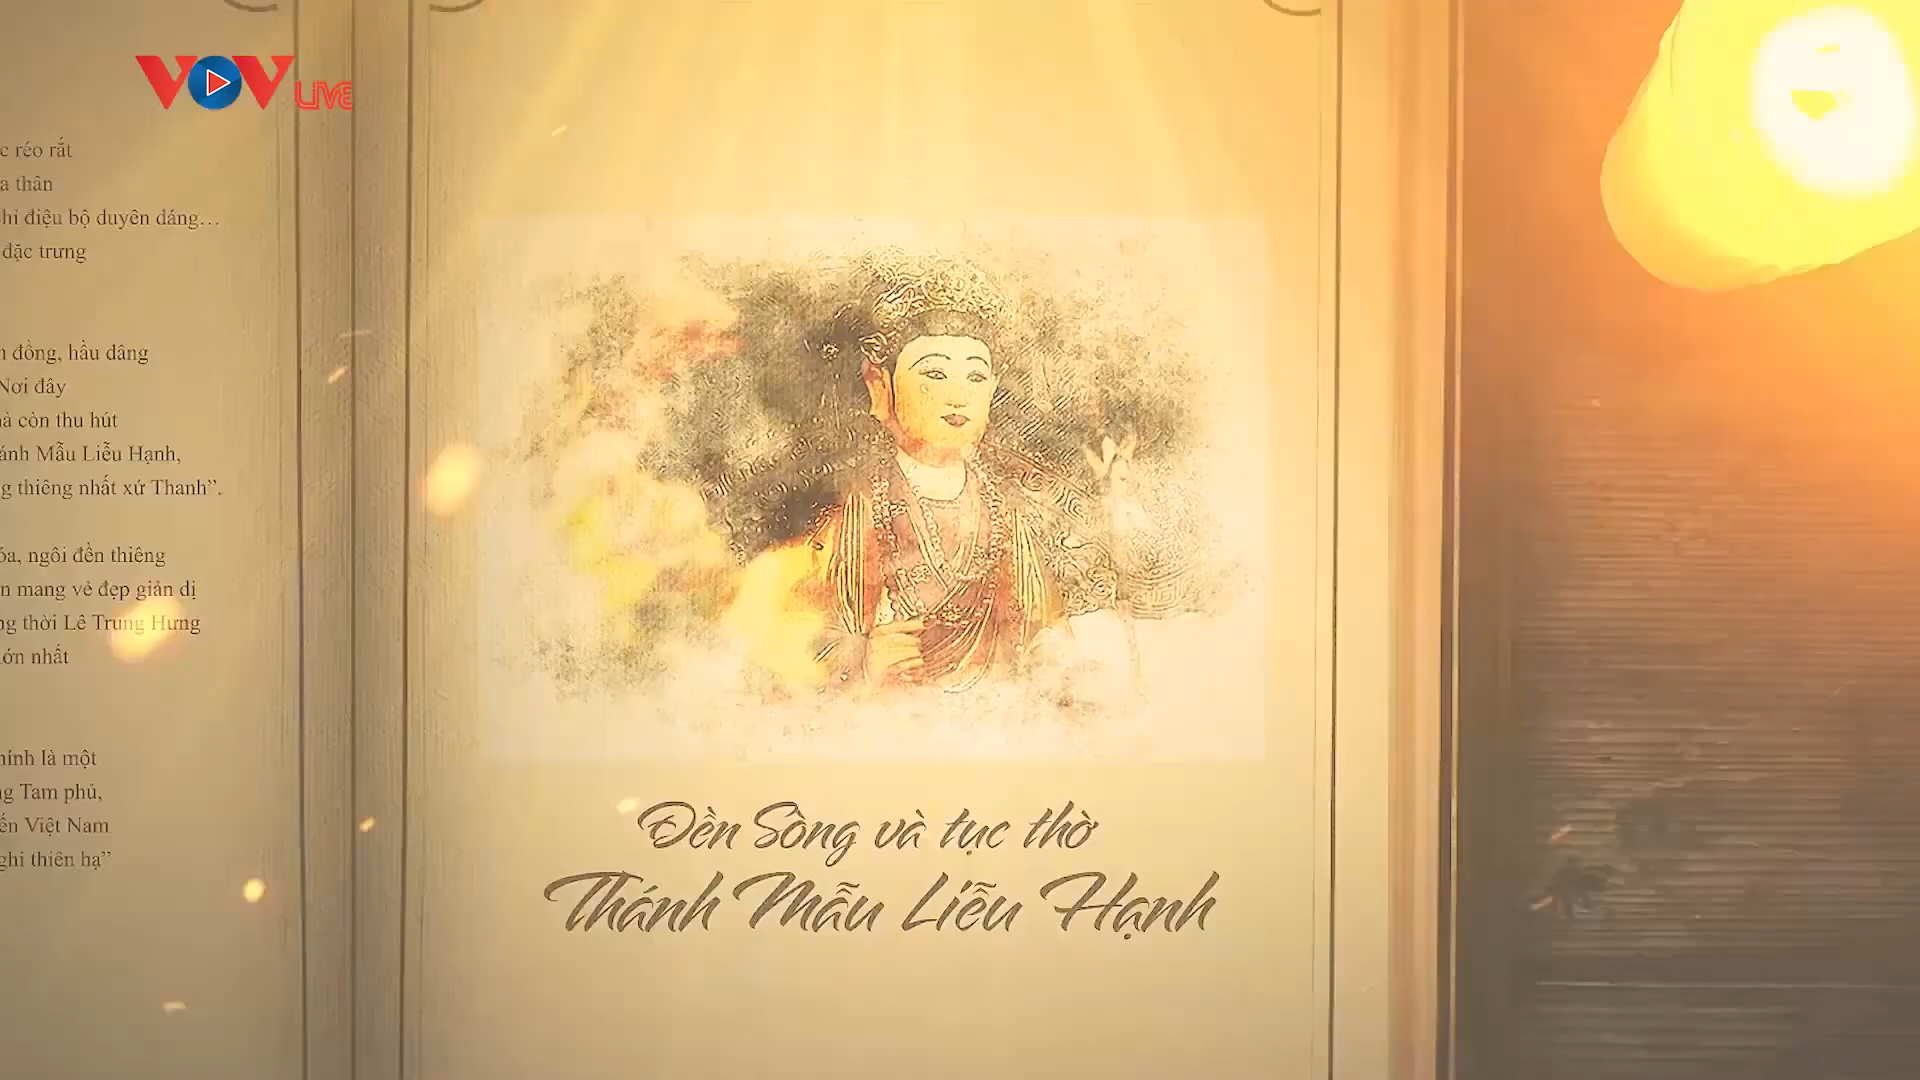 VOV LIVE
c réo rắt
a thân
hỉ điệu bộ duyên dáng…
đặc trưng
n đồng, hầu dâng
Nơi đây
à còn thu hút
ánh Mẫu Liễu Hạnh,
g thiêng nhất xứ Thanh”.
óa, ngôi đền thiêng
n mang vẻ đẹp giản dị
ng thời Lê Trung Hưng
ớn nhất
hính là một
ng Tam phủ,
ến Việt Nam
ghi thiên hạ”
Đền Sòng và tục thờ
Thánh Mẫu Liễu Hạnh